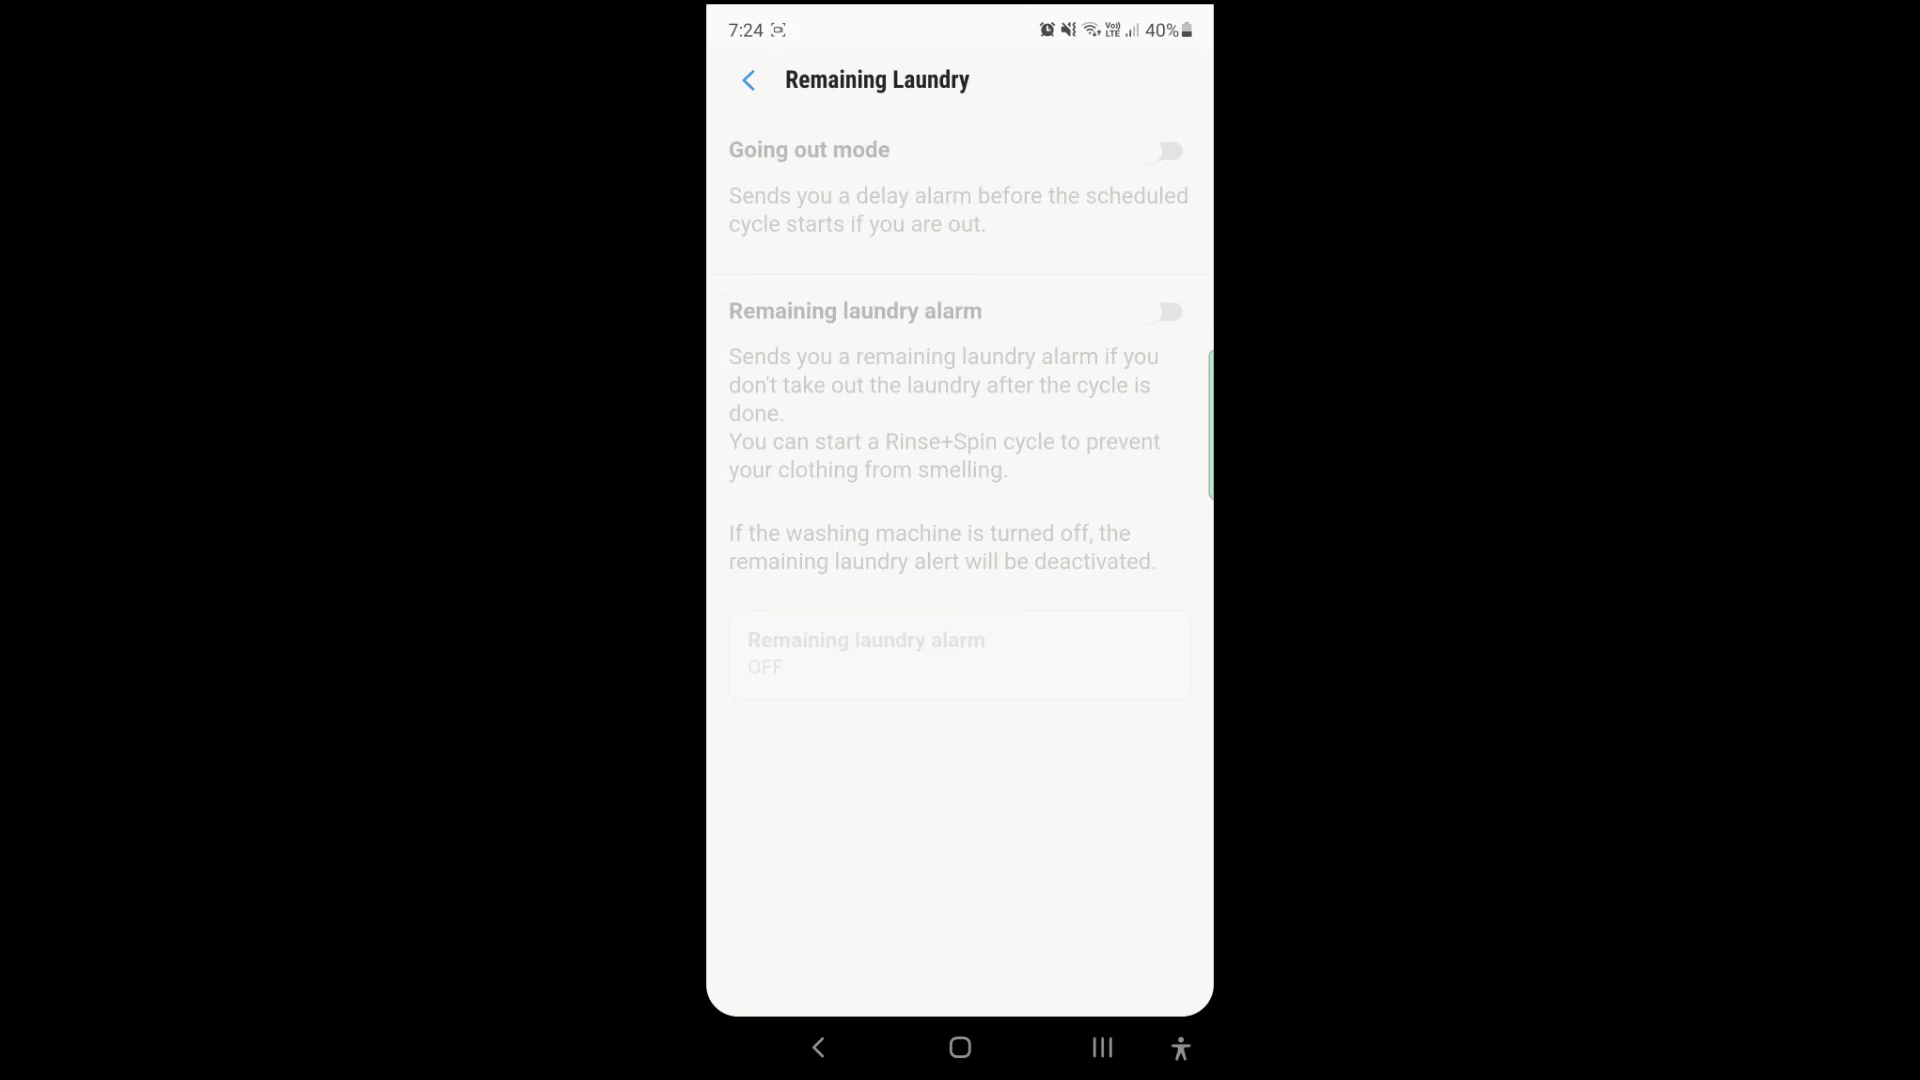 7:24 40%
Remaining Laundry
Going out mode
Sends you a delay alarm before the scheduled
cycle starts if you are out.
Remaining laundry alarm
Sends you a remaining laundry alarm if you
don't take out the laundry after the cycle is
done.
You can start a Rinse+Spin cycle to prevent
your clothing from smelling.
If the washing machine is turned off, the
remaining laundry alert will be deactivated.
Remaining laundry alarm
OFF